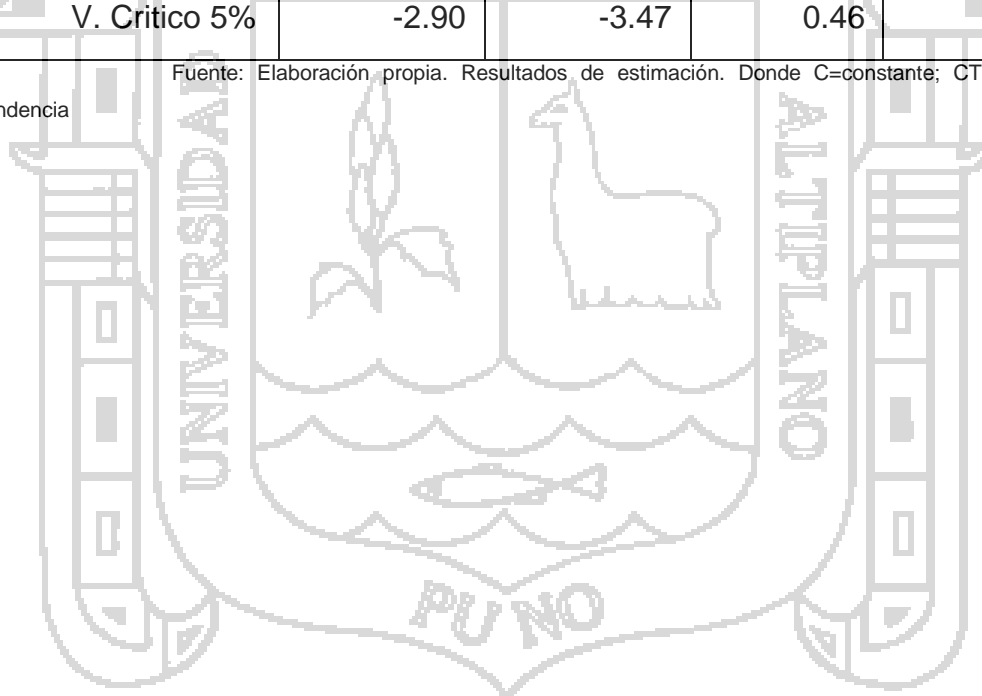 V. Critico 5% -2.90 -3.47 0.46
Fuente: Elaboración propia. Resultados de estimación. Donde C=constante; CT
ndencia
UNIVERSIDAD
ALTIPLANO
PUNO